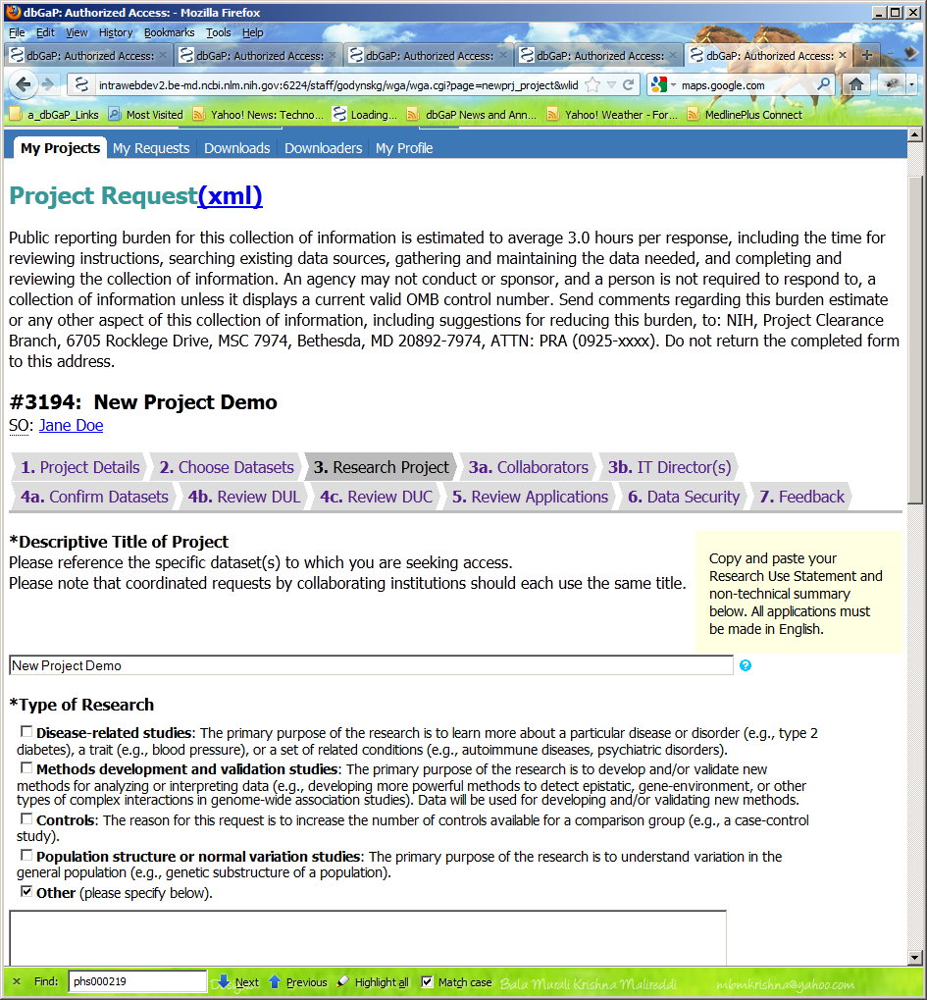 dbGaP: Authorized Access: - Mozilla Firefox
File Edit View History Bookmarks Tools Help
dbGaP: Authorized Access: dbGaP: Authorized Access: dbGaP: Authorized Access: dbGaP: Authorized Access: dbGaP: Authorized Access:
intrawebdev2.be-md.ncbi.nlm.nih.gov:6224/staff/godynskg/wga/wga.cgi?page=newprj_project&wlid maps.google.com
a_dbGaP_Links Most Visited Yahoo! News: Techno... Loading... dbGaP News and Ann... Yahoo! Weather - For... MedlinePlus Connect
My Projects My Requests Downloads Downloaders My Profile
Project Request(xml)
Public reporting burden for this collection of information is estimated to average 3.0 hours per response, including the time for
reviewing instructions, searching existing data sources, gathering and maintaining the data needed, and completing and
reviewing the collection of information. An agency may not conduct or sponsor, and a person is not required to respond to, a
collection of information unless it displays a current valid OMB control number. Send comments regarding this burden estimate
or any other aspect of this collection of information, including suggestions for reducing this burden, to: NIH, Project Clearance
Branch, 6705 Rocklege Drive, MSC 7974, Bethesda, MD 20892-7974, ATTN: PRA (0925-xxxx). Do not return the completed form
to this address.
#3194: New Project Demo
SO: Jane Doe
1. Project Details 2. Choose Datasets 3. Research Project 3a. Collaborators 3b. IT Director(s)
4a. Confirm Datasets 4b. Review DUL 4c. Review DUC 5. Review Applications 6. Data Security 7. Feedback
*Descriptive Title of Project
Please reference the specific dataset(s) to which you are seeking access.
Please note that coordinated requests by collaborating institutions should each use the same title.
Copy and paste your
Research Use Statement and
non-technical summary
below. All applications must
be made in English.
New Project Demo
*Type of Research
Disease-related studies: The primary purpose of the research is to learn more about a particular disease or disorder (e.g., type 2
diabetes), a trait (e.g., blood pressure), or a set of related conditions (e.g., autoimmune diseases, psychiatric disorders).
Methods development and validation studies: The primary purpose of the research is to develop and/or validate new
methods for analyzing or interpreting data (e.g., developing more powerful methods to detect epistatic, gene-environment, or other
types of complex interactions in genome-wide association studies). Data will be used for developing and/or validating new methods.
Controls: The reason for this request is to increase the number of controls available for a comparison group (e.g., a case-control
study).
Population structure or normal variation studies: The primary purpose of the research is to understand variation in the
general population (e.g., genetic substructure of a population).
Other (please specify below).
Find: phs000219 Next Previous Highlight all Match case Bala Murali Krishna Malireddi mbmkrishna@yahoo.com